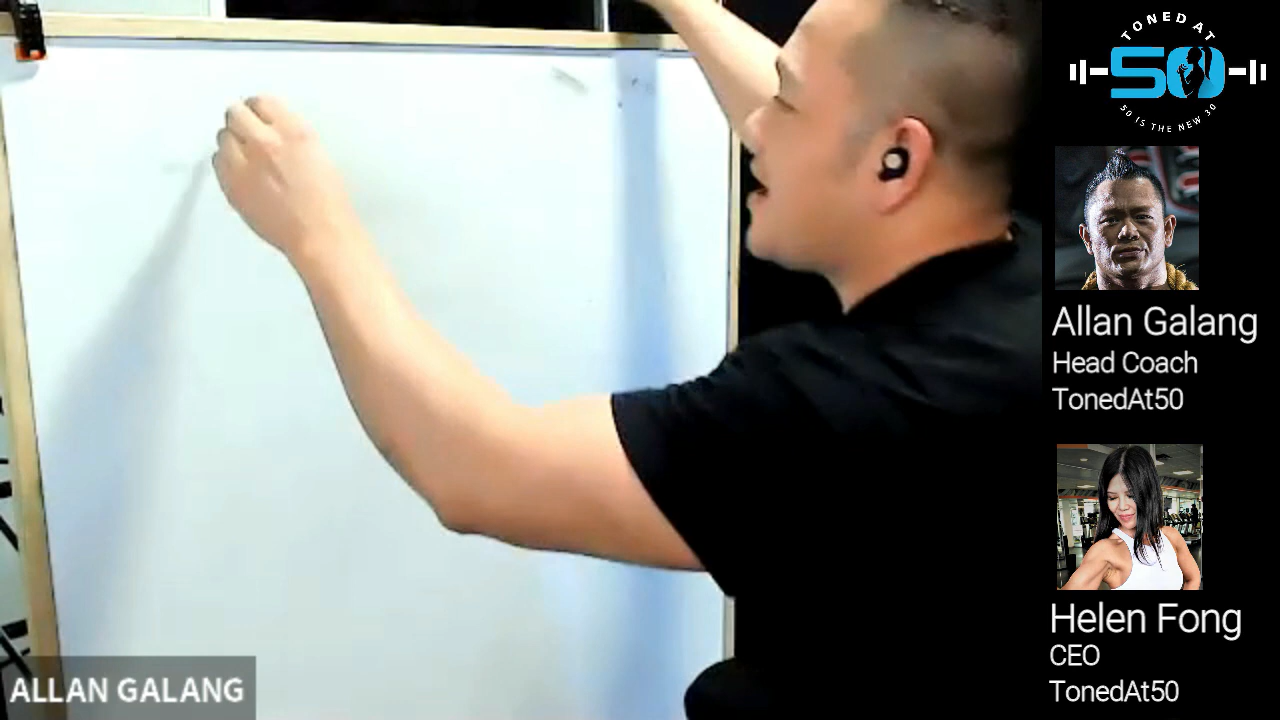 TONED AT
50
50 IS THE NEW 30
Allan Galang
Head Coach
TonedAt50
Helen Fong
CEO
TonedAt50
ALLAN GALANG